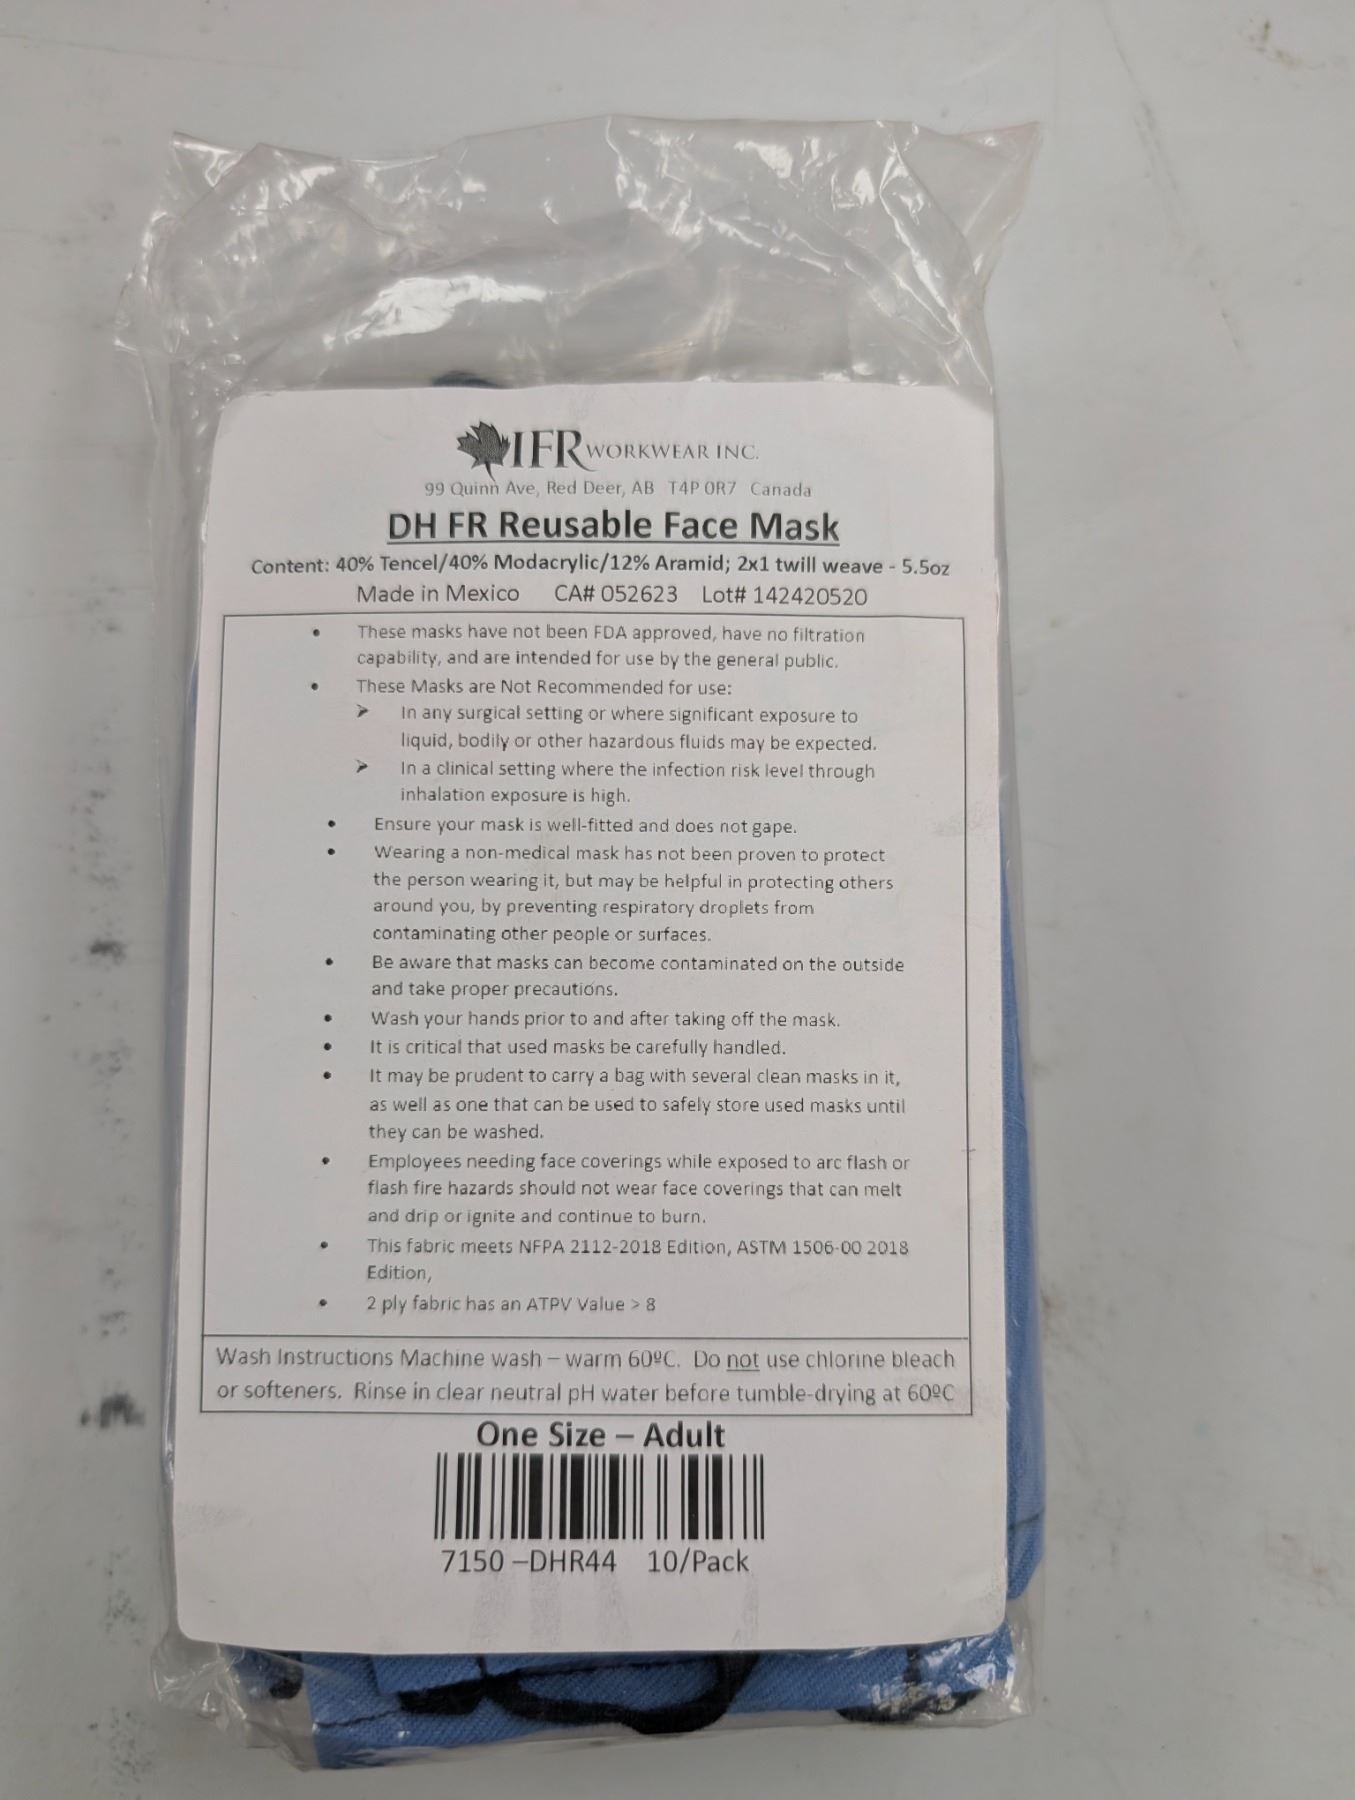 IFR WORKWEAR INC.
99 Quinn Ave, Red Deer, AB T4P 0R7 Canada
DH FR Reusable Face Mask
Content: 40% Tencel/40% Modacrylic/12% Aramid; 2x1 twill weave - 5.5oz
Made in Mexico CA# 052623 Lot# 142420520
• These masks have not been FDA approved, have no filtration
capability, and are intended for use by the general public.
• These Masks are Not Recommended for use:
➢ In any surgical setting or where significant exposure to
liquid, bodily or other hazardous fluids may be expected.
➢ In a clinical setting where the infection risk level through
inhalation exposure is high.
• Ensure your mask is well-fitted and does not gape.
• Wearing a non-medical mask has not been proven to protect
the person wearing it, but may be helpful in protecting others
around you, by preventing respiratory droplets from
contaminating other people or surfaces.
• Be aware that masks can become contaminated on the outside
and take proper precautions.
• Wash your hands prior to and after taking off the mask.
• It is critical that used masks be carefully handled.
• It may be prudent to carry a bag with several clean masks in it,
as well as one that can be used to safely store used masks until
they can be washed.
• Employees needing face coverings while exposed to arc flash or
flash fire hazards should not wear face coverings that can melt
and drip or ignite and continue to burn.
• This fabric meets NFPA 2112-2018 Edition, ASTM 1506-00 2018
Edition,
• 2 ply fabric has an ATPV Value > 8
Wash Instructions Machine wash – warm 60ºC. Do not use chlorine bleach
or softeners. Rinse in clear neutral pH water before tumble-drying at 60ºC
One Size – Adult
7150 –DHR44 10/Pack